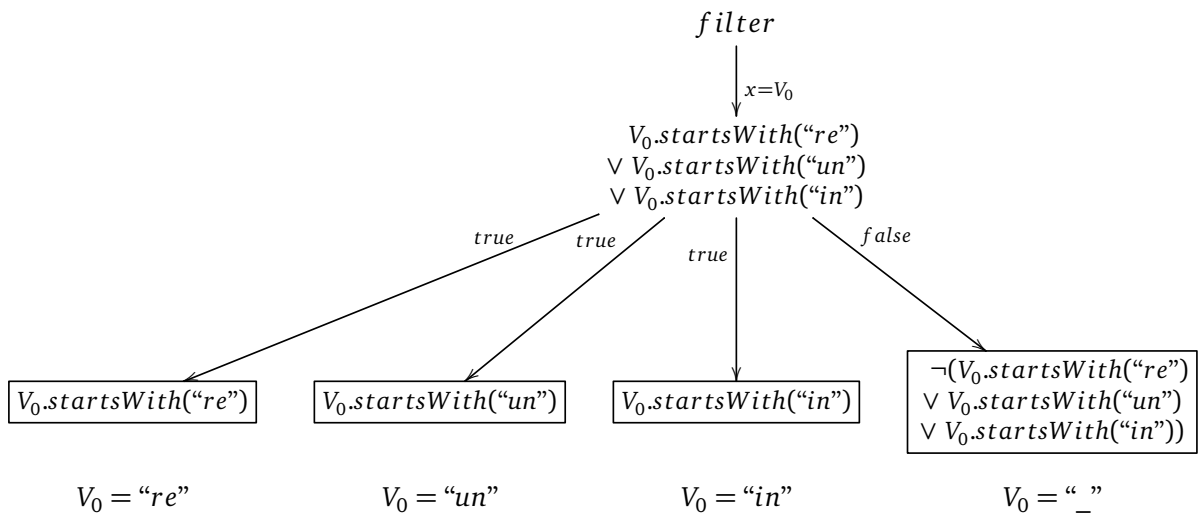 filter
x=V₀
V₀.startsWith(“re”)
∨ V₀.startsWith(“un”)
∨ V₀.startsWith(“in”)
true
true
true
false
V₀.startsWith(“re”)
V₀.startsWith(“un”)
V₀.startsWith(“in”)
¬(V₀.startsWith(“re”)
∨ V₀.startsWith(“un”)
∨ V₀.startsWith(“in”))
V₀ = “re”
V₀ = “un”
V₀ = “in”
V₀ = “_”